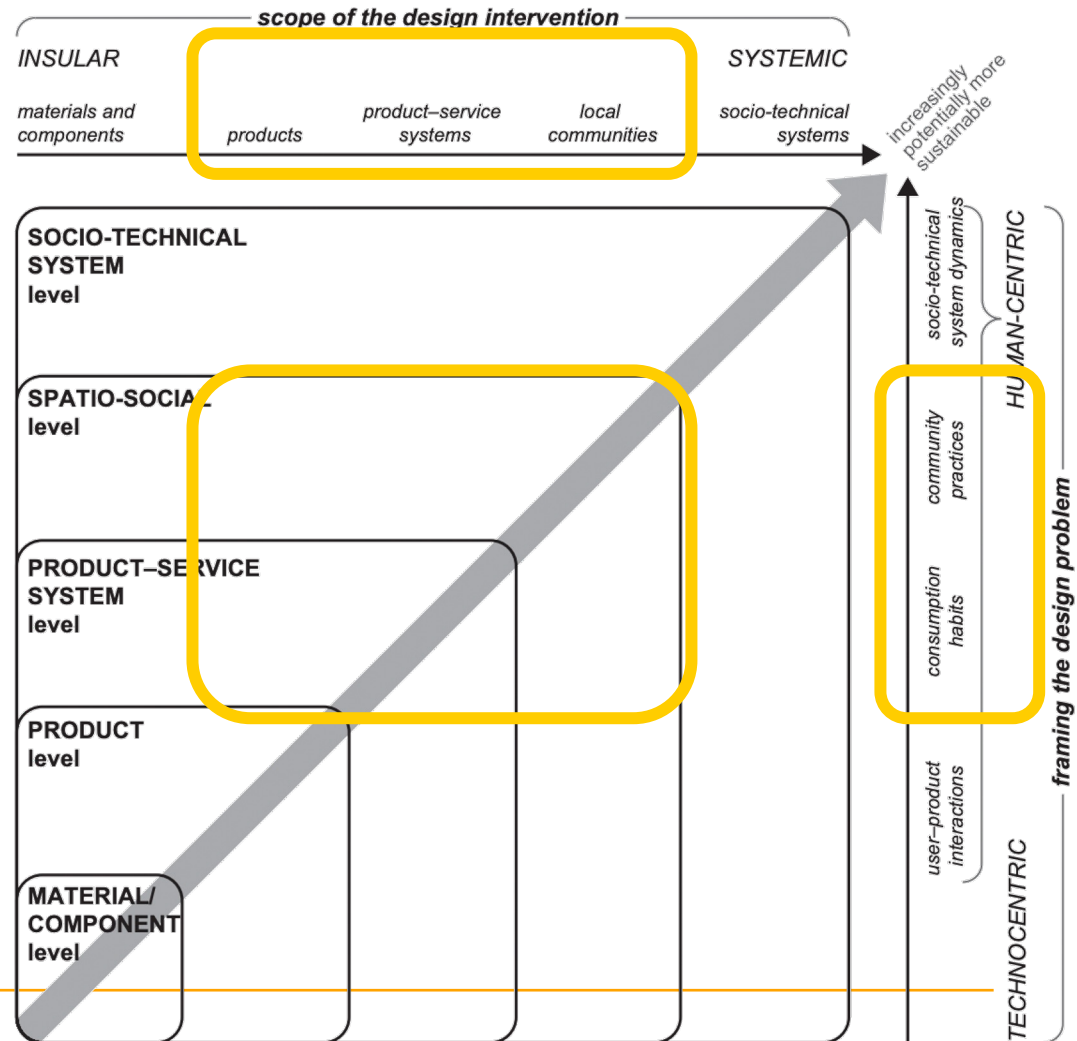 scope of the design intervention
INSULAR
SYSTEMIC
materials and
components
products
product–service
systems
local
communities
socio-technical
systems
increasingly
potentially more
sustainable
SOCIO-TECHNICAL
SYSTEM
level
SPATIO-SOCIAL
level
PRODUCT–SERVICE
SYSTEM
level
PRODUCT
level
MATERIAL/
COMPONENT
level
socio-technical
system dynamics
community
practices
consumption
habits
user–product
interactions
HUMAN-CENTRIC
TECHNOCENTRIC
framing the design problem